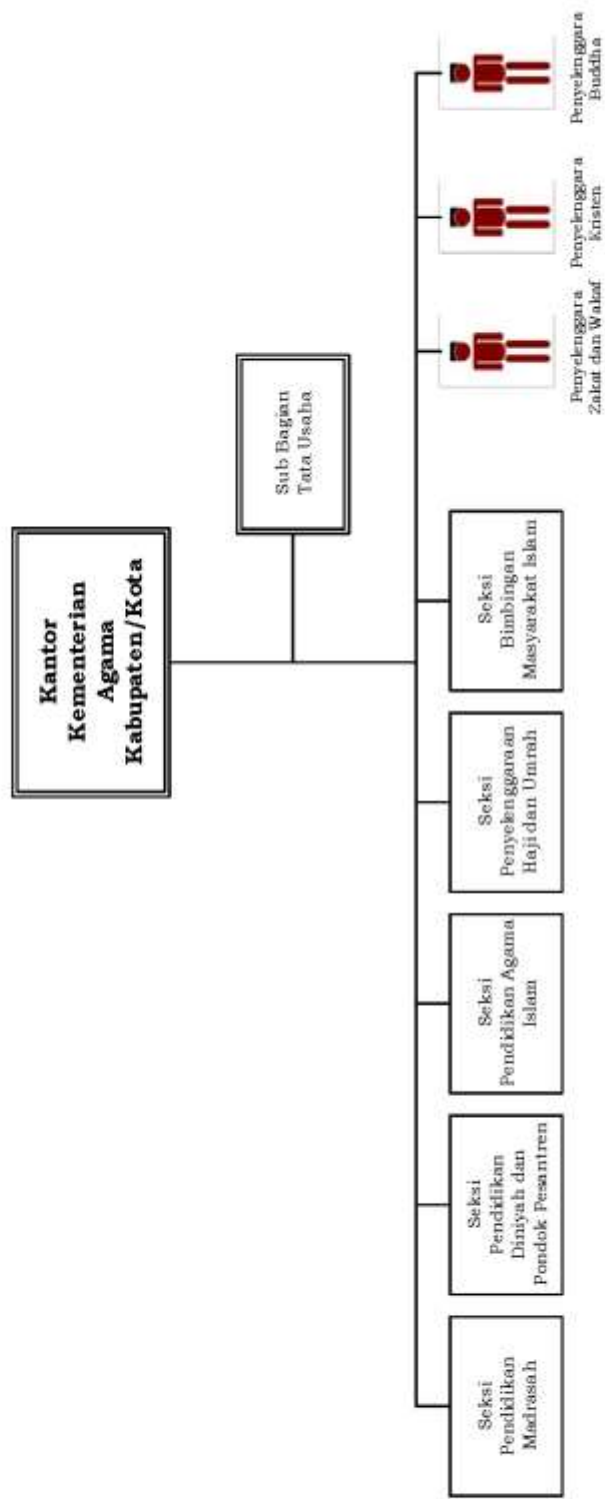 Kantor
Kementerian
Agama
Kabupaten/Kota
Sub Bagian
Tata Usaha
Seksi
Pendidikan
Madrasah
Seksi
Pendidikan
Diniyah dan
Pondok Pesantren
Seksi
Pendidikan Agama
Islam
Seksi
Penyelenggaraan
Haji dan Umrah
Seksi
Bimbingan
Masyarakat Islam
Penyelenggara
Zakat dan Wakaf
Penyelenggara
Kristen
Penyelenggara
Buddha